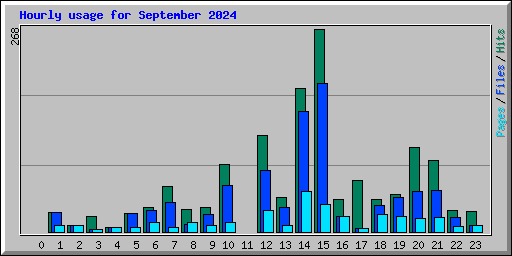 Hourly usage for September 2024
268
Pages / Files / Hits
0 1 2 3 4 5 6 7 8 9 10 11 12 13 14 15 16 17 18 19 20 21 22 23